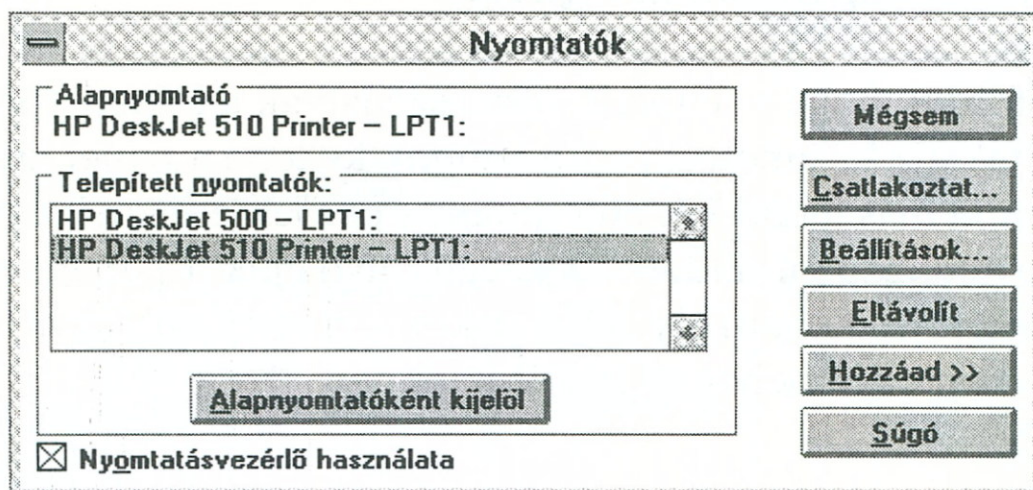 Nyomtatók
Alapnyomtató
HP DeskJet 510 Printer – LPT1:
Telepített nyomtatók:
HP DeskJet 500 – LPT1:
HP DeskJet 510 Printer – LPT1:
Alapnyomtatóként kijelöl
Nyomtatásvezérlő használata
Mégsem
Csatlakoztat...
Beállítások...
Eltávolít
Hozzáad >>
Súgó